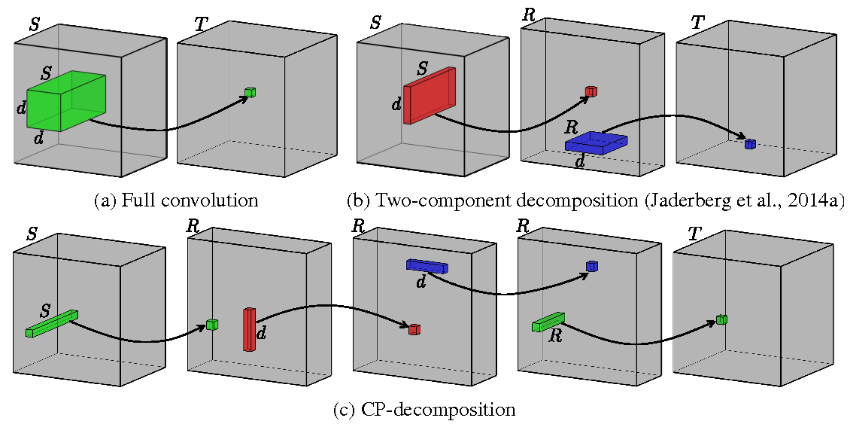 S T
S
d
d
(a) Full convolution
S R T
S
d
R
d
(b) Two-component decomposition (Jaderberg et al., 2014a)
S R R R T
S
d
d
R
(c) CP-decomposition